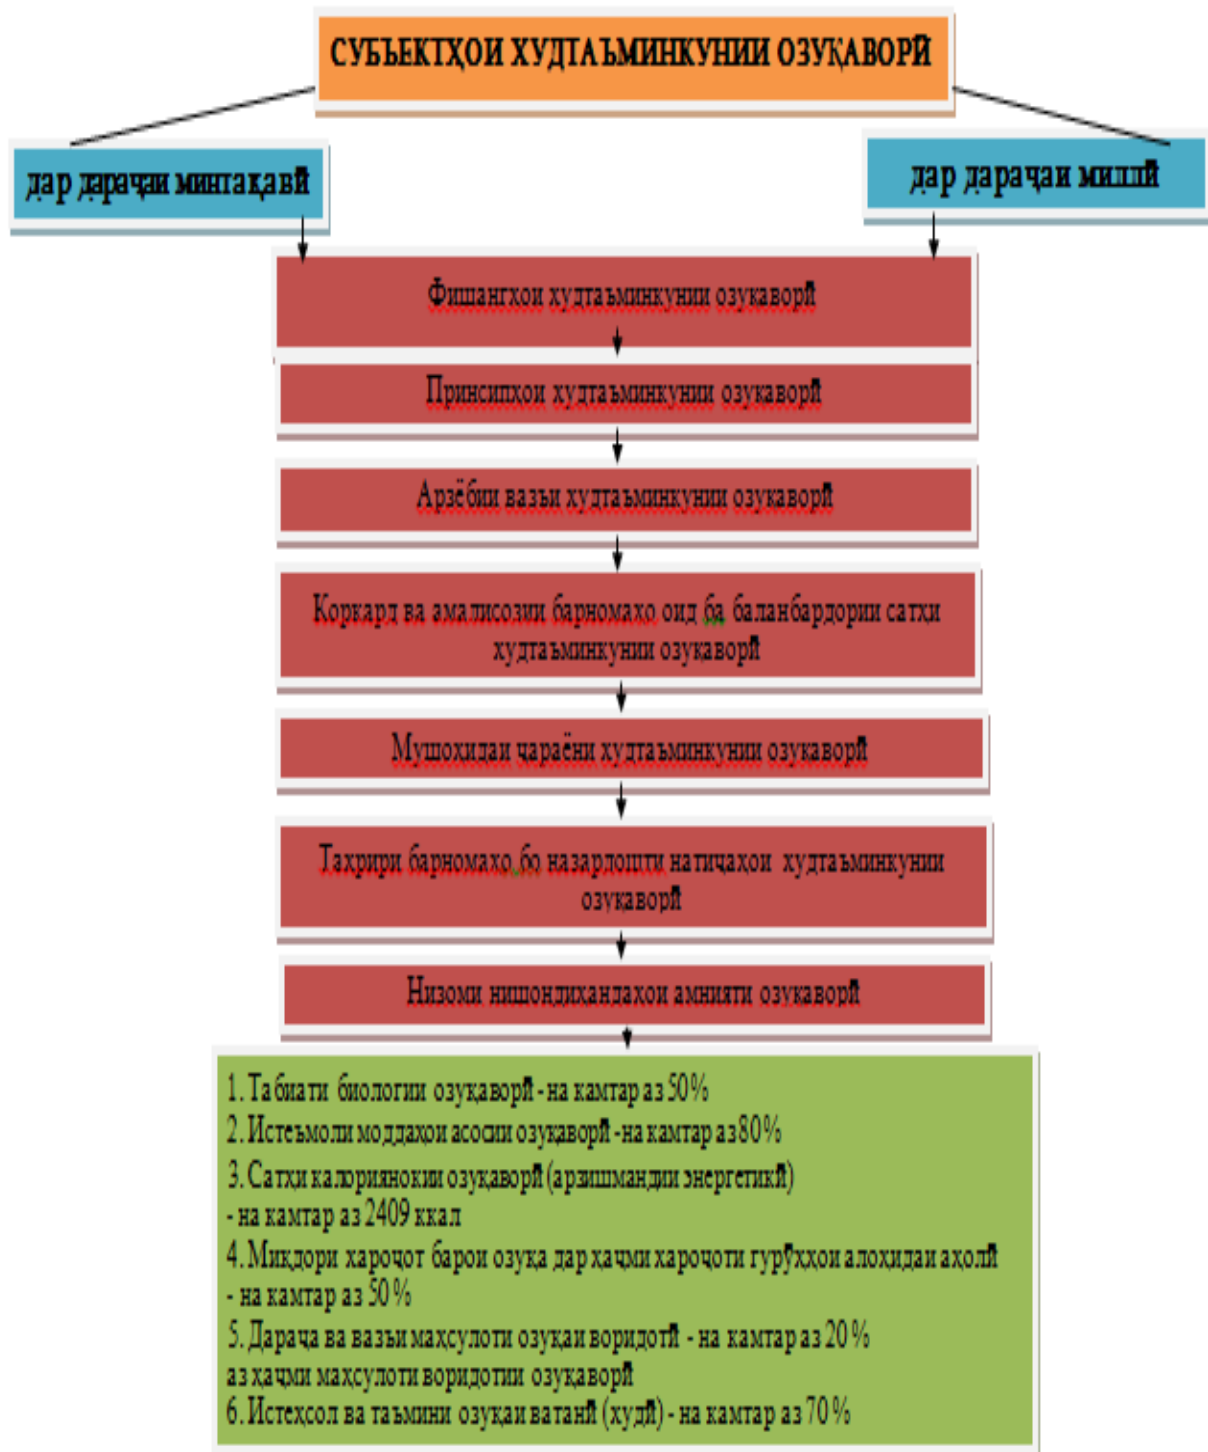 СУБЪЕКТҲОИ ХУДТАЪМИНКУНИИ ОЗУҚАВОРӢ
дар дараҷаи минтақавӣ
дар дараҷаи миллӣ
Фишангҳои худтаъминкунии озуқаворӣ
Принсипҳои худтаъминкунии озуқаворӣ
Арзёбии вазъи худтаъминкунии озуқаворӣ
Коркард ва амалисозии барномаҳо оид ба баланбардории сатҳи
худтаъминкунии озуқаворӣ
Мушоҳидаи ҷараёни худтаъминкунии озуқаворӣ
Таҳрири барномаҳо бо назардошти натиҷаҳои худтаъминкунии
озуқаворӣ
Низоми нишондиҳандаҳои амнияти озуқаворӣ
1. Табиати биологии озуқаворӣ - на камтар аз 50%
2. Истеъмоли моддаҳои асосии озуқаворӣ -на камтар аз 80%
3. Сатҳи калориянокии озуқаворӣ (арзишмандии энергетикӣ)
- на камтар аз 2409 ккал
4. Миқдори хароҷот барои озуқа дар ҳаҷми хароҷоти гурӯҳҳои алоҳидаи аҳолӣ
- на камтар аз 50%
5. Дараҷа ва вазъи маҳсулоти озуқаи воридотӣ - на камтар аз 20%
аз ҳаҷми маҳсулоти воридотии озуқаворӣ
6. Истеҳсол ва таъмини озуқаи ватанӣ (худӣ) - на камтар аз 70%